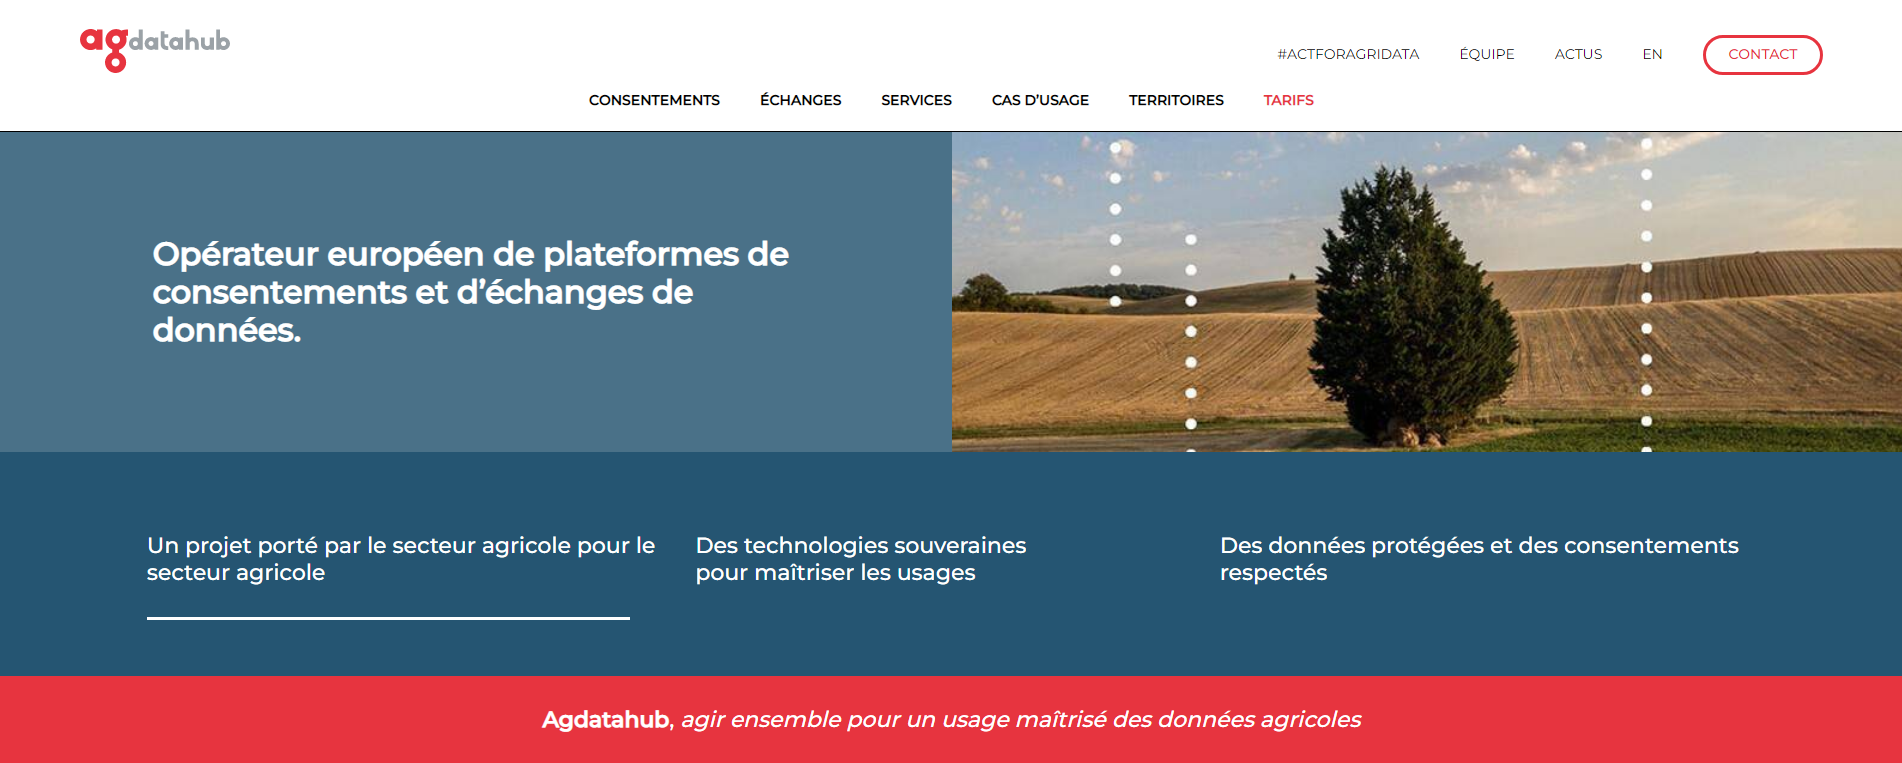 agdatahub
#ACTFORAGRIDATA ÉQUIPE ACTUS EN CONTACT
CONSENTEMENTS ÉCHANGES SERVICES CAS D’USAGE TERRITOIRES TARIFS
Opérateur européen de plateformes de
consentements et d’échanges de
données.
Un projet porté par le secteur agricole pour le
secteur agricole
Des technologies souveraines
pour maîtriser les usages
Des données protégées et des consentements
respectés
Agdatahub, agir ensemble pour un usage maîtrisé des données agricoles